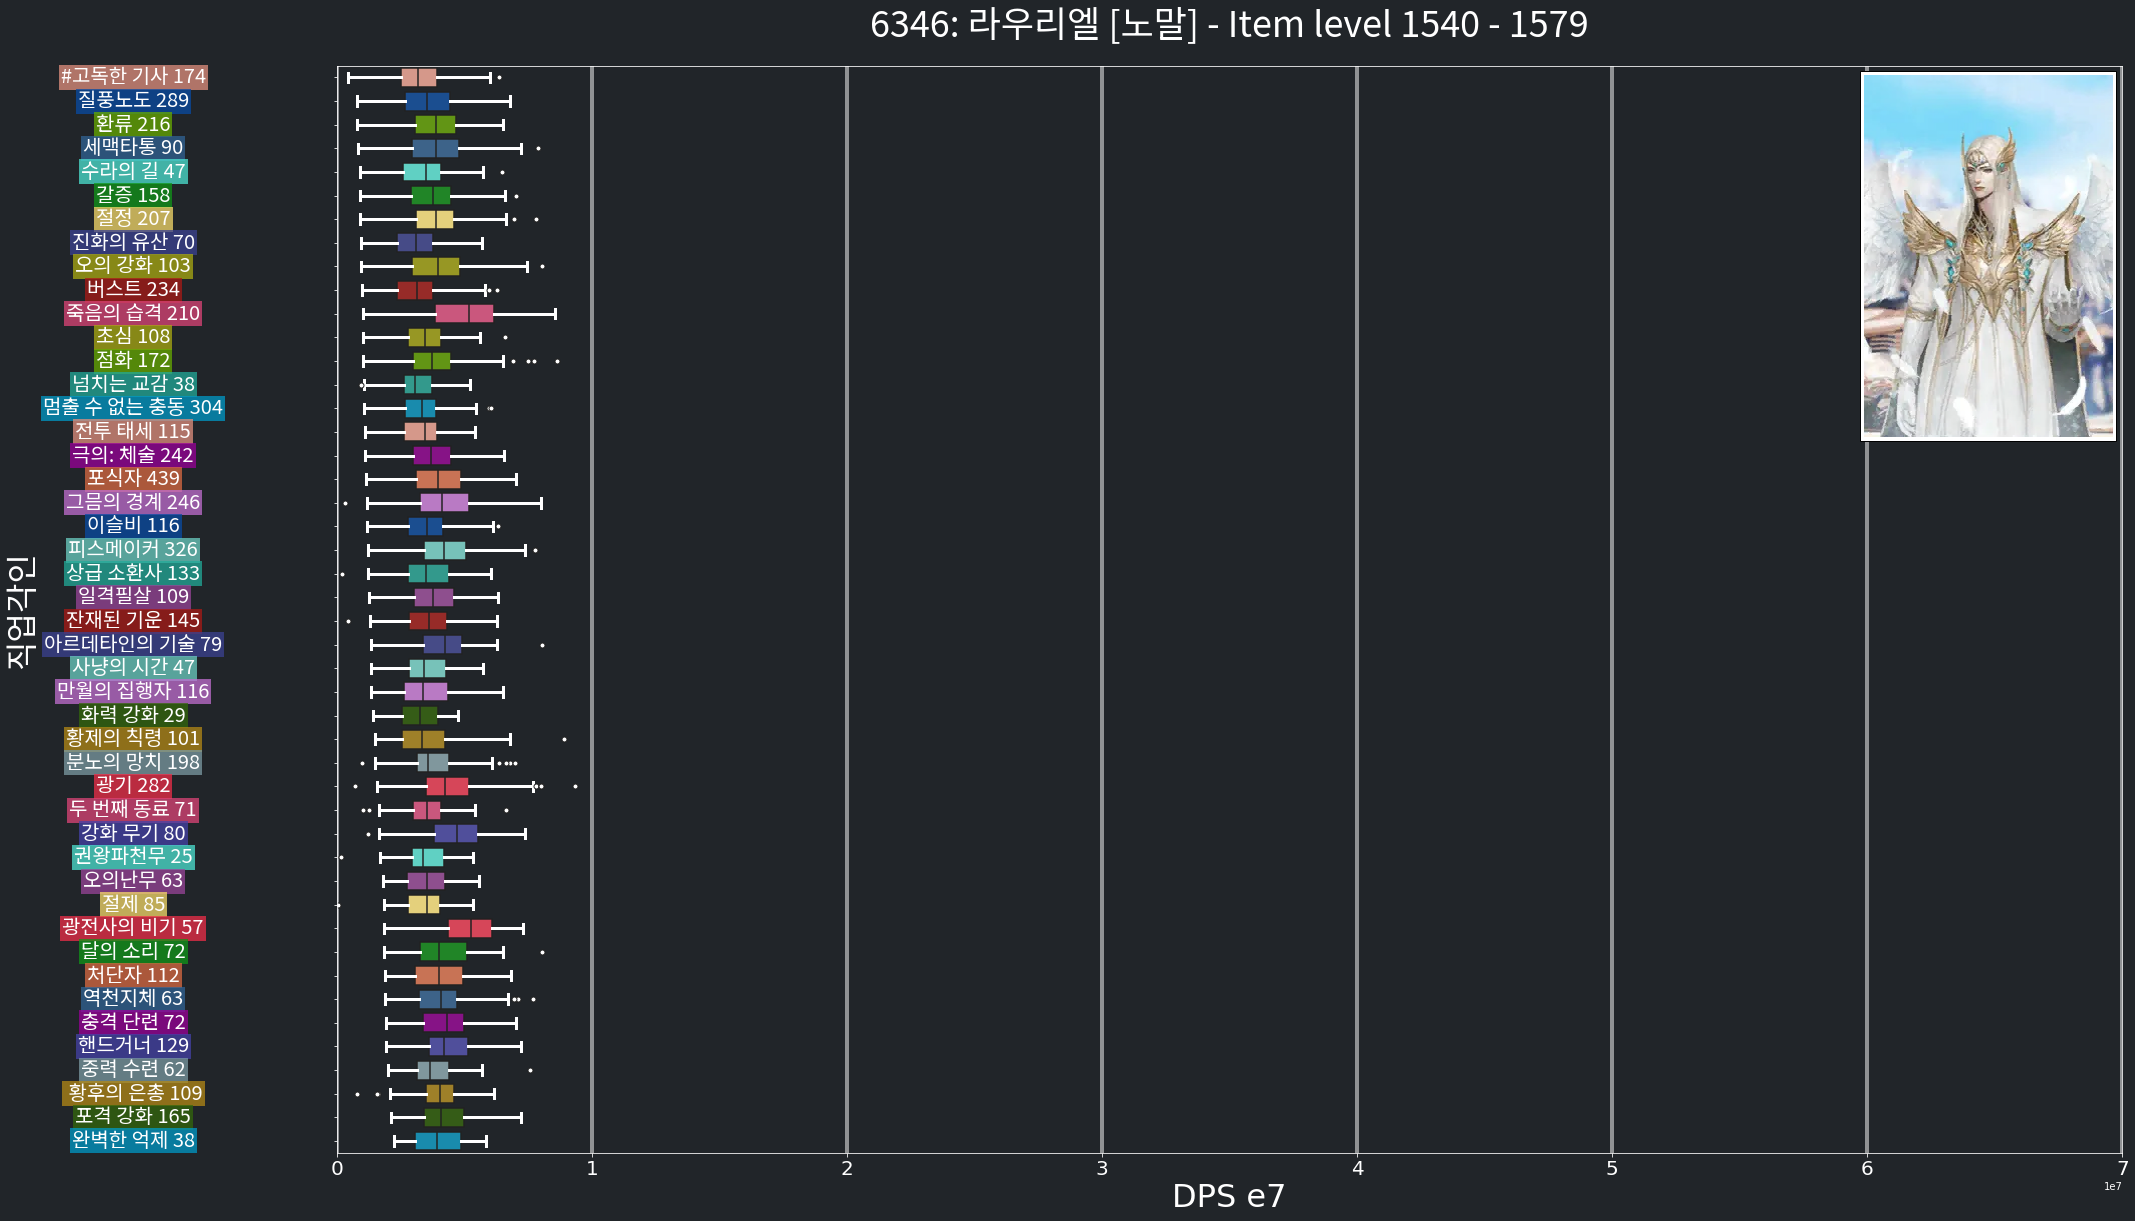 6346: 라우리엘 [노말] - Item level 1540 - 1579
#고독한 기사 174
질풍노도 289
환류 216
세맥타통 90
수라의 길 47
갈증 158
절정 207
진화의 유산 70
오의 강화 103
버스트 234
죽음의 습격 210
초심 108
점화 172
넘치는 교감 38
멈출 수 없는 충동 304
전투 태세 115
극의: 체술 242
포식자 439
그믐의 경계 246
이슬비 116
피스메이커 326
상급 소환사 133
일격필살 109
잔재된 기운 145
아르데타인의 기술 79
사냥의 시간 47
만월의 집행자 116
화력 강화 29
황제의 칙령 101
분노의 망치 198
광기 282
두 번째 동료 71
강화 무기 80
권왕파천무 25
오의난무 63
절제 85
광전사의 비기 57
달의 소리 72
처단자 112
역천지체 63
충격 단련 72
핸드거너 129
중력 수련 62
황후의 은총 109
포격 강화 165
완벽한 억제 38
직업각인
0 1 2 3 4 5 6 7
1e7
DPS e7